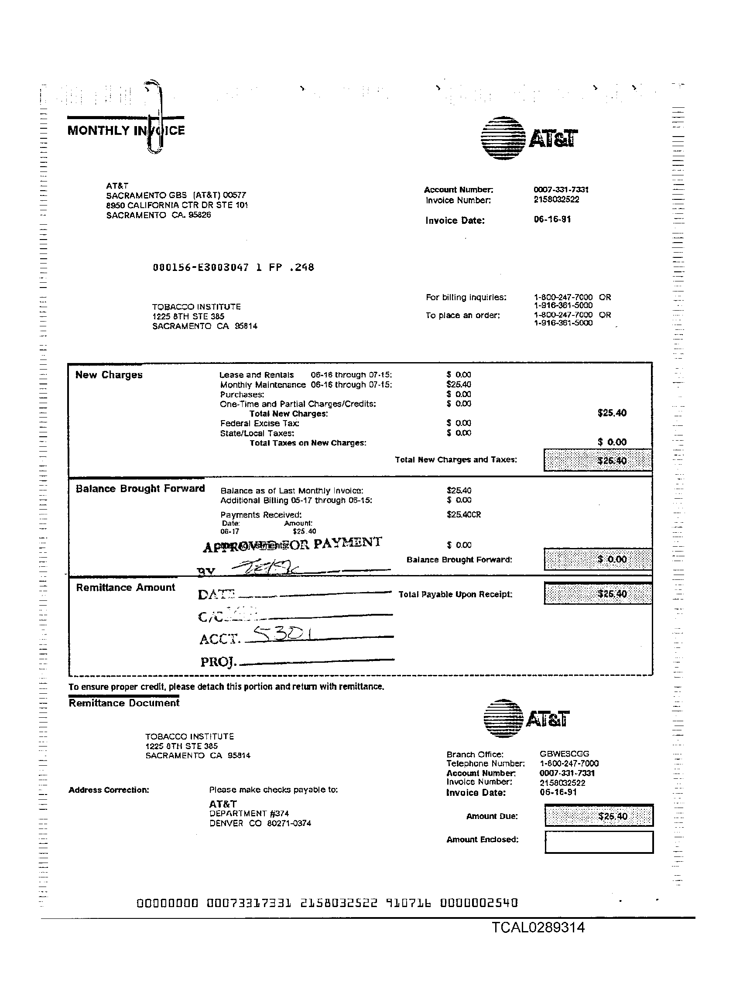 MONTHLY INVOICE
AT&T
AT&T
SACRAMENTO GBS (AT&T) 00577
8950 CALIFORNIA CTR DR STE 101
SACRAMENTO CA. 95826
Account Number: 0007-331-7331
Invoice Number: 2158032522
Invoice Date: 06-16-91
000156-E3003047 1 FP .248
TOBACCO INSTITUTE
1225 8TH STE 385
SACRAMENTO CA 95814
For billing inquiries: 1-800-247-7000 OR
1-916-361-5000
To place an order: 1-800-247-7000 OR
1-916-361-5000
New Charges
Lease and Rentals 06-16 through 07-15: $ 0.00
Monthly Maintenance 06-16 through 07-15: $25.40
Purchases: $ 0.00
One-Time and Partial Charges/Credits: $ 0.00
Total New Charges: $25.40
Federal Excise Tax: $ 0.00
State/Local Taxes: $ 0.00
Total Taxes on New Charges: $ 0.00
Total New Charges and Taxes: $25.40
Balance Brought Forward
Balance as of Last Monthly Invoice: $25.40
Additional Billing 05-17 through 06-15: $ 0.00
Payments Received: $25.40CR
Date: Amount:
06-17 $25.40
APPROVED FOR PAYMENT $ 0.00
Balance Brought Forward: $ 0.00
BY
Remittance Amount
DATE
Total Payable Upon Receipt: $25.40
ACCT. 5301
PROJ.
To ensure proper credit, please detach this portion and return with remittance.
Remittance Document
AT&T
TOBACCO INSTITUTE
1225 8TH STE 385
SACRAMENTO CA 95814
Branch Office: GBWESCGG
Telephone Number: 1-800-247-7000
Account Number: 0007-331-7331
Invoice Number: 2158032522
Invoice Date: 06-16-91
Address Correction:
Please make checks payable to:
AT&T
DEPARTMENT #374
DENVER CO 80271-0374
Amount Due: $25.40
Amount Enclosed:
00000000 00073317331 2158032522 910716 0000002540
TCAL0289314